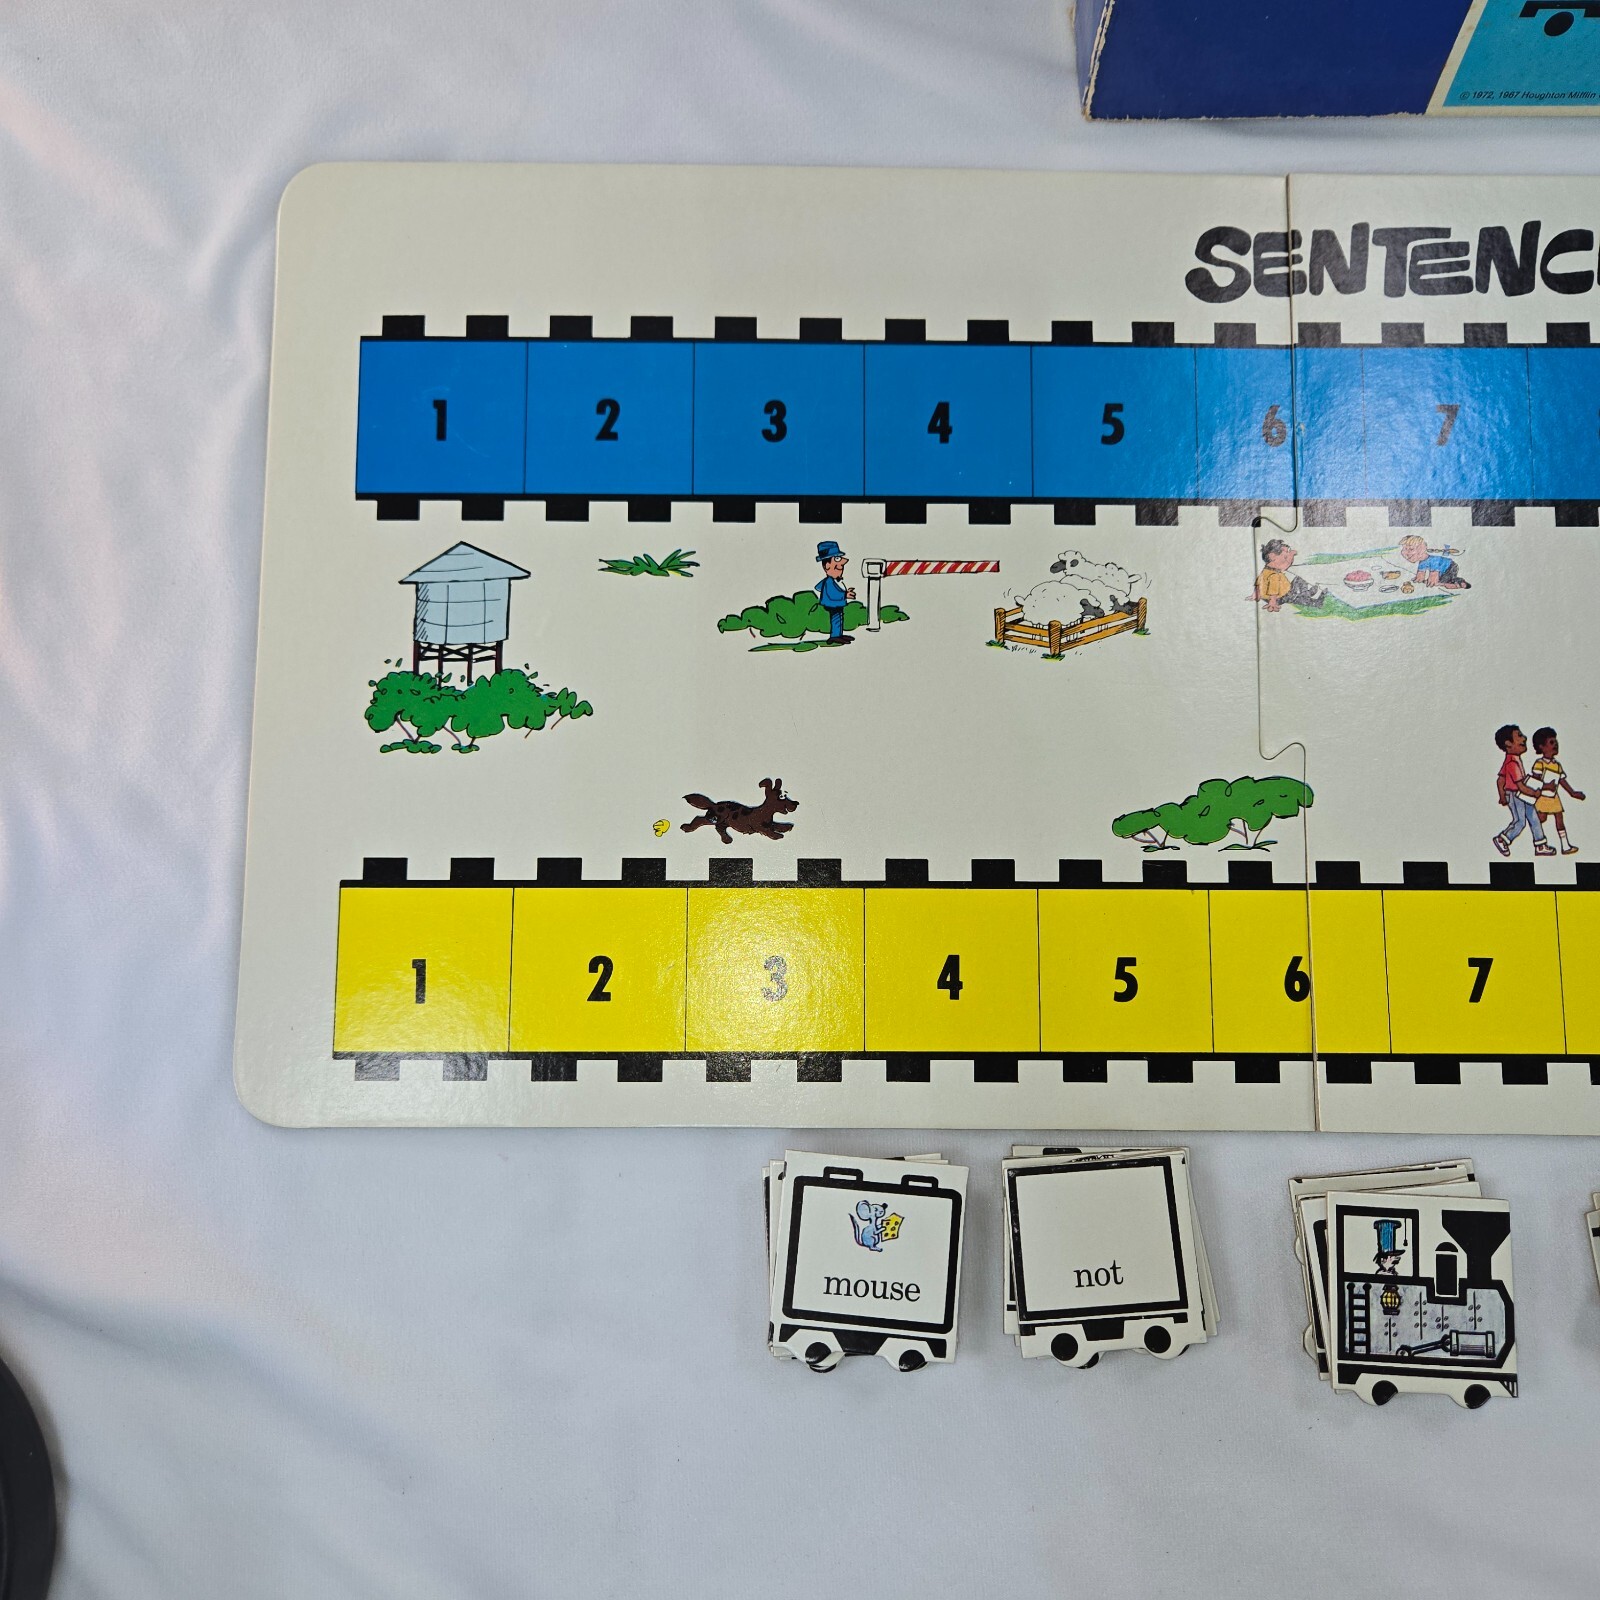 © 1972, 1967 Houghton Mifflin
SENTENC
1 2 3 4 5 6 7
1 2 3 4 5 6 7
mouse
not